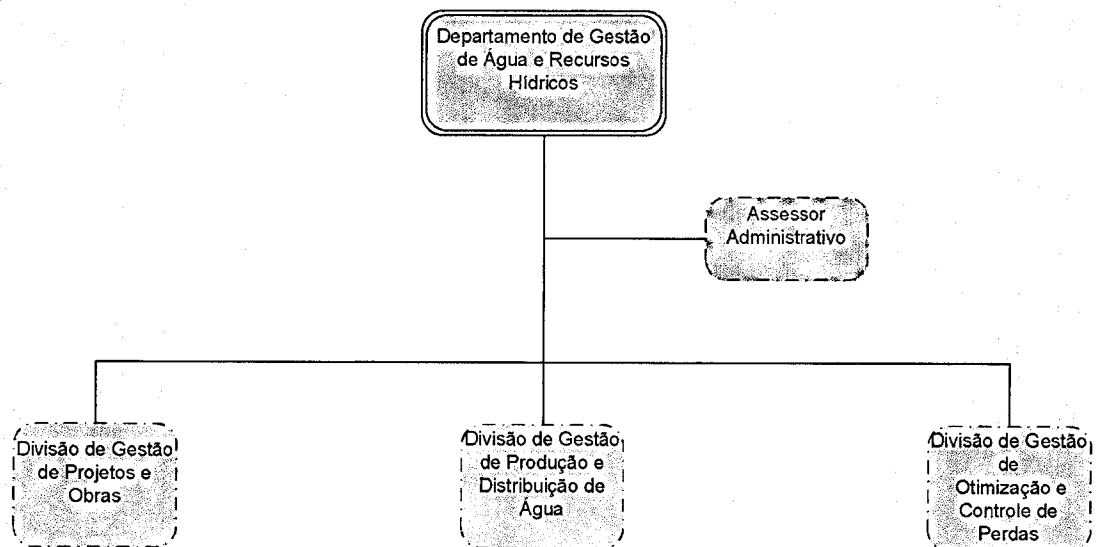 Departamento de Gestão
de Água e Recursos
Hídricos
Assessor
Administrativo
Divisão de Gestão
de Projetos e
Obras
Divisão de Gestão
de Produção e
Distribuição de
Água
Divisão de Gestão
de
Otimização e
Controle de
Perdas